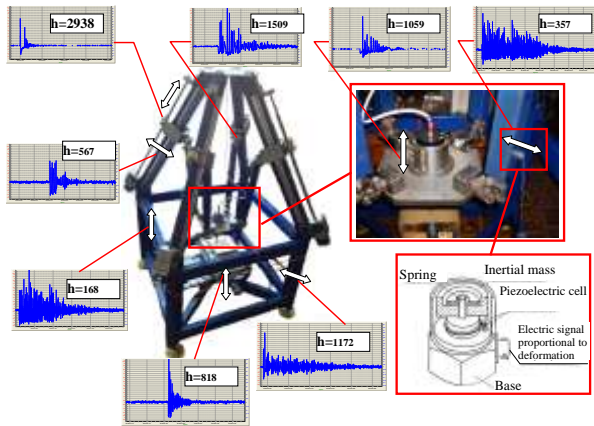 h=2938
h=1509
h=1059
h=357
h=567
h=168
h=818
h=1172
Spring
Inertial mass
Piezoelectric cell
Electric signal
proportional to
deformation
Base